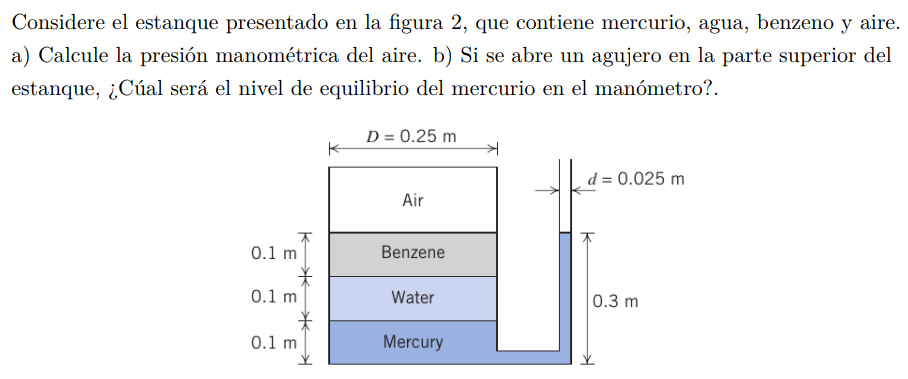 Considere el estanque presentado en la figura 2, que contiene mercurio, agua, benzeno y aire.
a) Calcule la presión manométrica del aire. b) Si se abre un agujero en la parte superior del
estanque, ¿Cúal será el nivel de equilibrio del mercurio en el manómetro?.
D = 0.25 m
d = 0.025 m
Air
0.1 m
Benzene
0.1 m
Water
0.3 m
0.1 m
Mercury